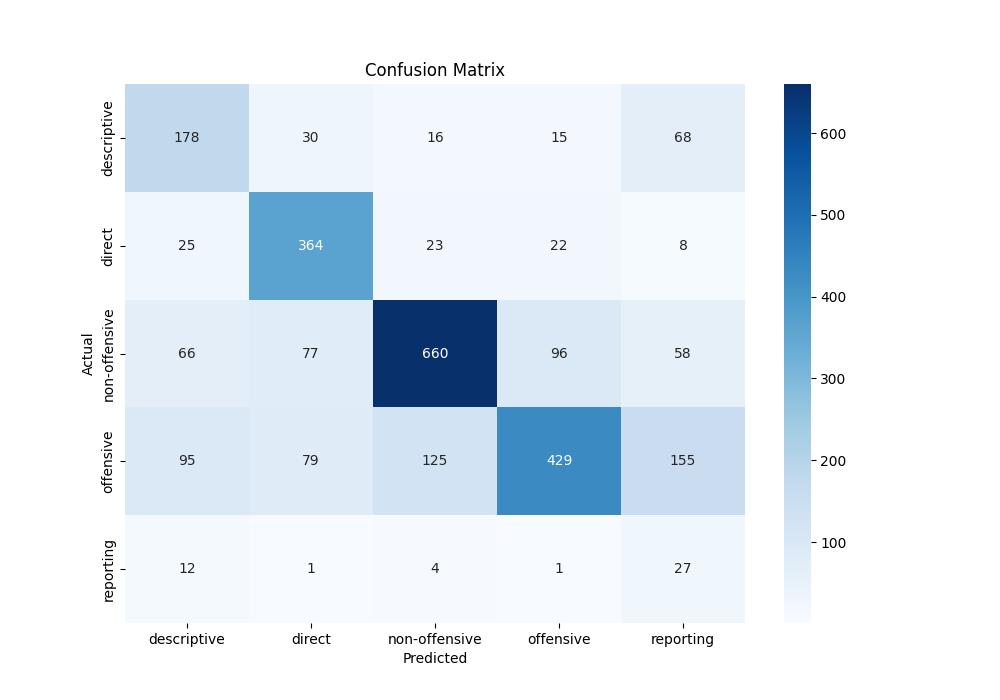 Confusion Matrix
Actual
descriptive 178 30 16 15 68
direct 25 364 23 22 8
non-offensive 66 77 660 96 58
offensive 95 79 125 429 155
reporting 12 1 4 1 27
descriptive direct non-offensive offensive reporting
Predicted
600
500
400
300
200
100